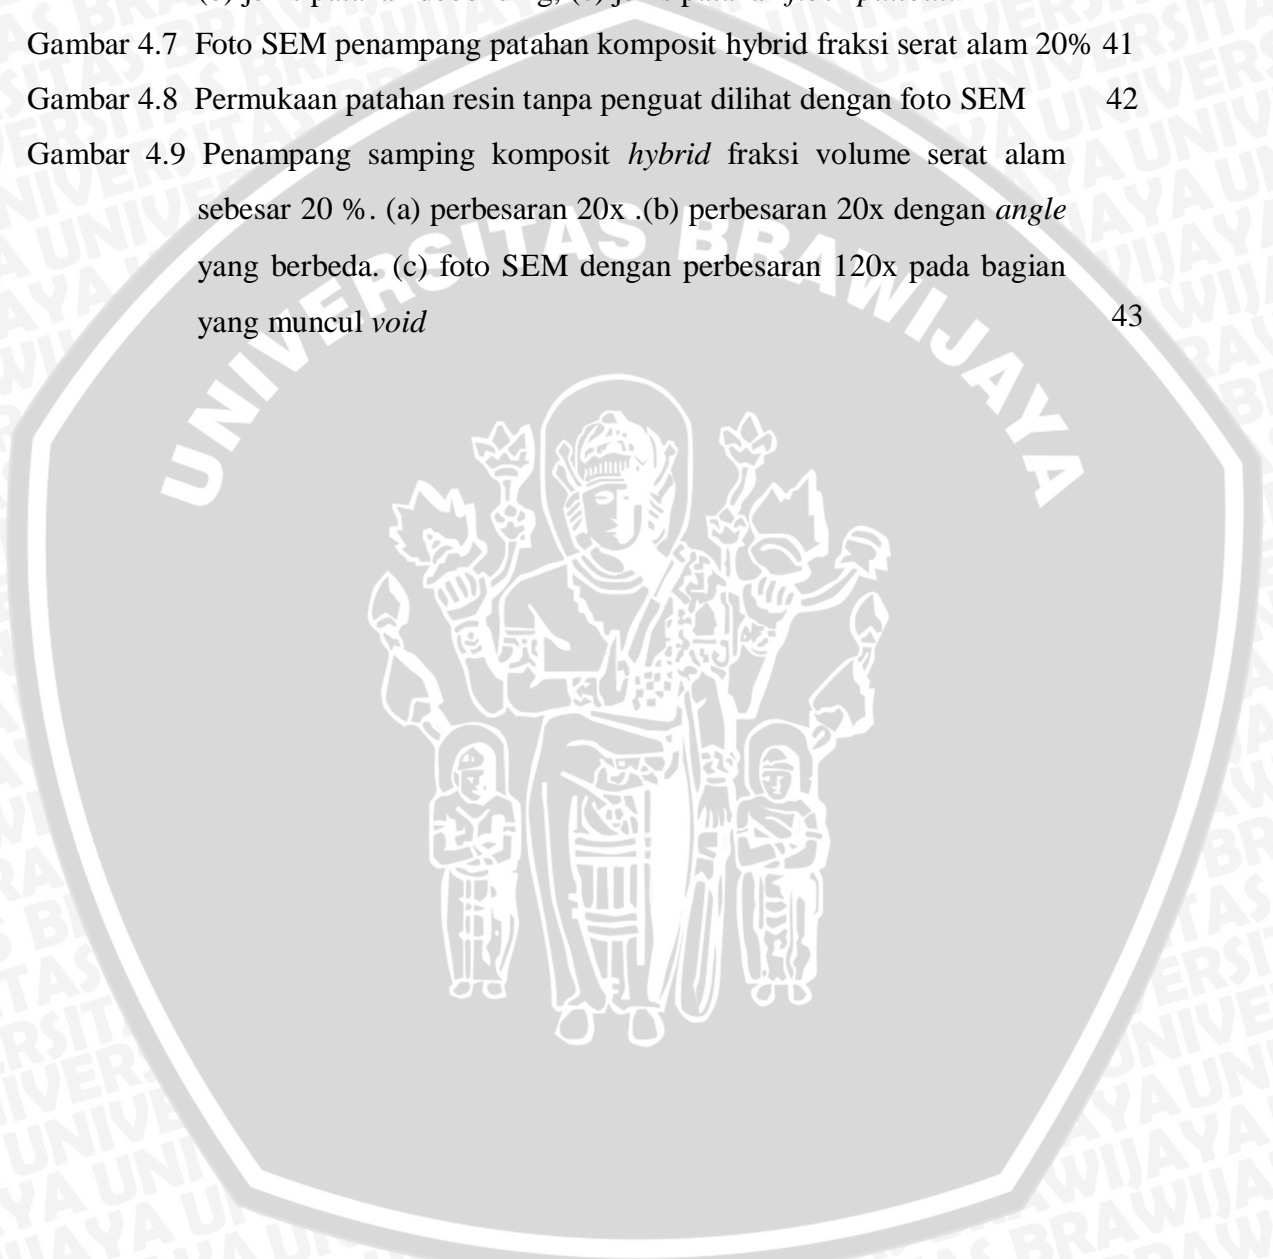 Gambar 4.7 Foto SEM penampang patahan komposit hybrid fraksi serat alam 20% 41
Gambar 4.8 Permukaan patahan resin tanpa penguat dilihat dengan foto SEM 42
Gambar 4.9 Penampang samping komposit hybrid fraksi volume serat alam
sebesar 20 %. (a) perbesaran 20x .(b) perbesaran 20x dengan angle
yang berbeda. (c) foto SEM dengan perbesaran 120x pada bagian
yang muncul void 43
UNIVERSITAS BRAWIJAYA